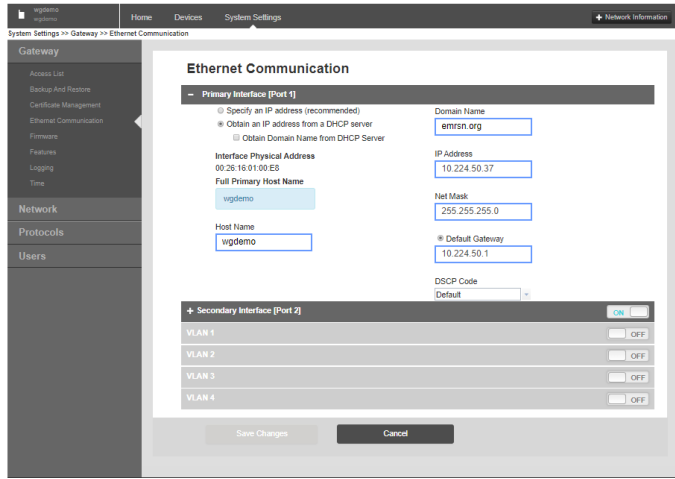 wgdemo
wgdemo
Home Devices System Settings
+ Network Information
System Settings >> Gateway >> Ethernet Communication
Gateway
Access List
Backup And Restore
Certificate Management
Ethernet Communication
Firmware
Features
Logging
Time
Network
Protocols
Users
Ethernet Communication
− Primary Interface [Port 1]
Specify an IP address (recommended)
Obtain an IP address from a DHCP server
Obtain Domain Name from DHCP Server
Interface Physical Address
00:26:16:01:00:E8
Full Primary Host Name
wgdemo
Host Name
wgdemo
Domain Name
emrsn.org
IP Address
10.224.50.37
Net Mask
255.255.255.0
Default Gateway
10.224.50.1
DSCP Code
Default
+ Secondary Interface [Port 2] ON
VLAN 1 OFF
VLAN 2 OFF
VLAN 3 OFF
VLAN 4 OFF
Save Changes Cancel